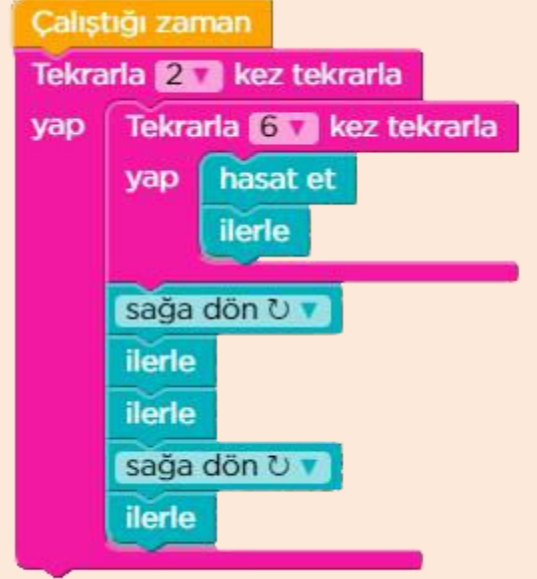 Çalıştığı zaman
Tekrarla 2 kez tekrarla
yap Tekrarla 6 kez tekrarla
yap hasat et
ilerle
sağa dön ↻
ilerle
ilerle
sağa dön ↻
ilerle